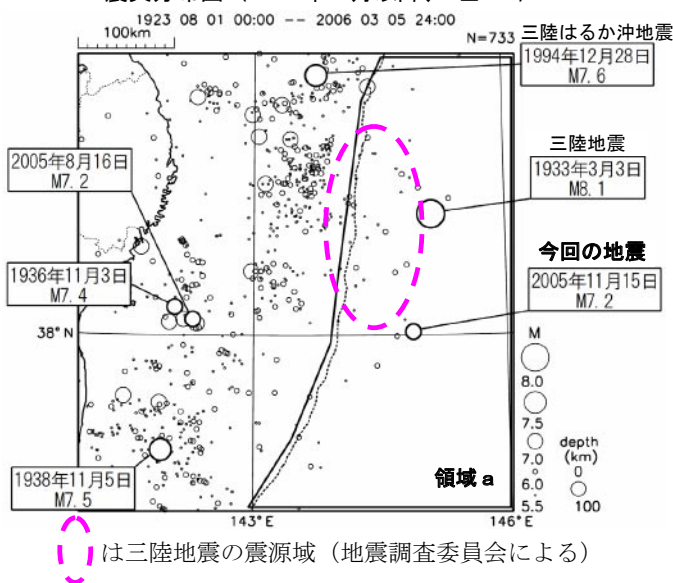 1923 08 01 00:00 -- 2006 03 05 24:00
100km
N=733
三陸はるか沖地震
1994年12月28日
M7.6
三陸地震
1933年3月3日
M8.1
2005年8月16日
M7.2
今回の地震
2005年11月15日
M7.2
1936年11月3日
M7.4
38°N
M
8.0
7.5
7.0
6.0
5.5
depth
(km)
0
100
1938年11月5日
M7.5
領域a
143°E
146°E
は三陸地震の震源域(地震調査委員会による)